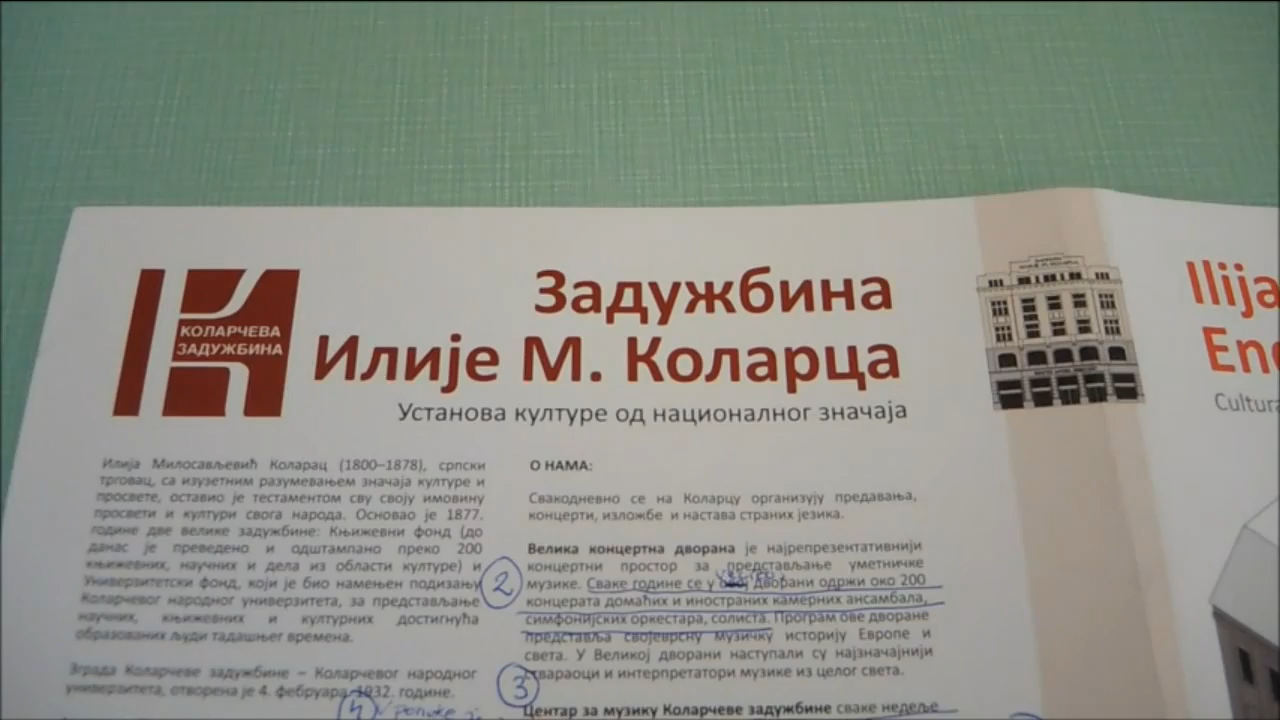 КОЛАРЧЕВА
ЗАДУЖБИНА
Задужбина
Илије М. Коларца
Установа културе од националног значаја
Илија Милосављевић Коларац (1800–1878), српски
трговац, са изузетним разумевањем значаја културе и
просвете, оставио је тестаментом сву своју имовину
просвети и култури свога народа. Основао је 1877.
године две велике задужбине: Књижевни фонд (до
данас је преведено и одштампано преко 200
књижевних, научних и дела из области културе) и
Универзитетски фонд, који је био намењен подизању
Коларчевог народног универзитета, за представљање
научних, књижевних и културних достигнућа
образованих људи тадашњег времена.
Зграда Коларчеве задужбине – Коларчевог народног
универзитета, отворена је 4. фебруара 1932. године.
4
О НАМА:
Свакодневно се на Коларцу организују предавања,
концерти, изложбе и настава страних језика.
2
Велика концертна дворана је најрепрезентативнији
концертни простор за представљање уметничке
музике. Сваке године се у дворани одржи око 200
концерата домаћих и иностраних камерних ансамбала,
симфонијских оркестара, солиста. Програм ове дворане
представља својеврсну музичку историју Европе и
света. У Великој дворани наступали су најзначајнији
ствараоци и интерпретатори музике из целог света.
3
Центар за музику Коларчеве задужбине сваке недеље
Ilija
Cultura